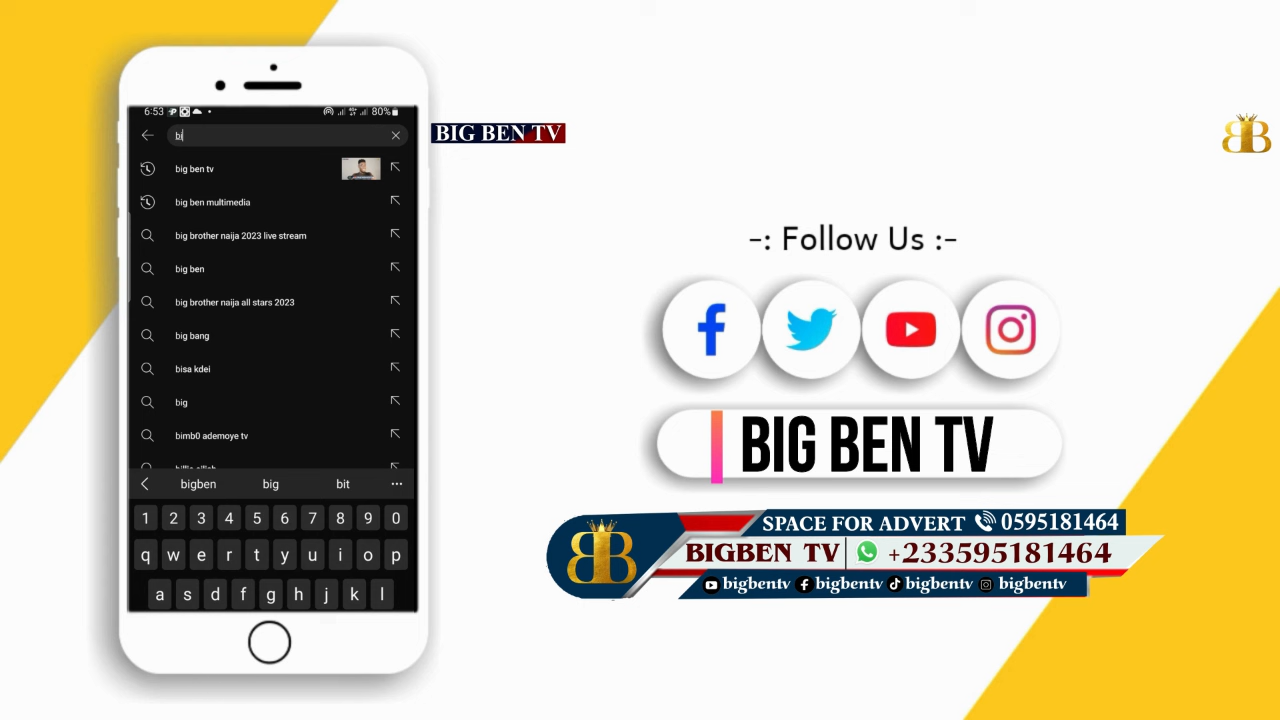 6:53 80%
bi
big ben tv
big ben multimedia
big brother naija 2023 live stream
big ben
big brother naija all stars 2023
big bang
bisa kdei
big
bimb0 ademoye tv
bigben big bit
1 2 3 4 5 6 7 8 9 0
q w e r t y u i o p
a s d f g h j k l
BIG BEN TV
-: Follow Us :-
BIG BEN TV
SPACE FOR ADVERT 0595181464
BIGBEN TV +233595181464
bigbentv bigbentv bigbentv bigbentv